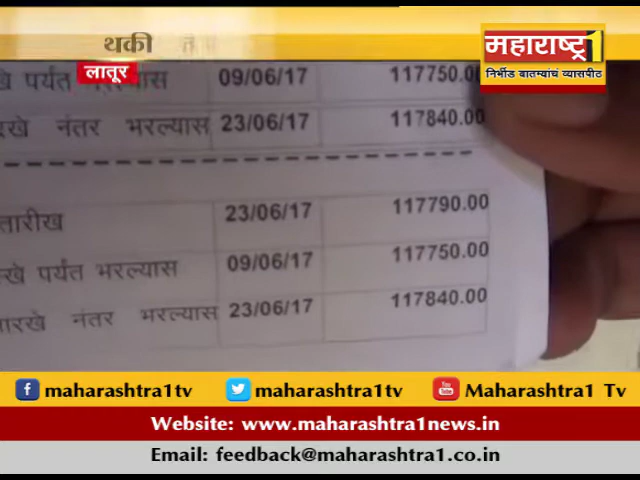 थकी
महाराष्ट्र1
निर्भीड बातम्यांचं व्यासपीठ
लातूर
पर्यंत 09/06/17 117750.00
नंतर भरल्यास 23/06/17 117840.00
तारीख 23/06/17 117790.00
पर्यंत भरल्यास 09/06/17 117750.00
नंतर भरल्यास 23/06/17 117840.00
maharashtra1tv maharashtra1tv Maharashtra1 Tv
Website: www.maharashtra1news.in
Email: feedback@maharashtra1.co.in